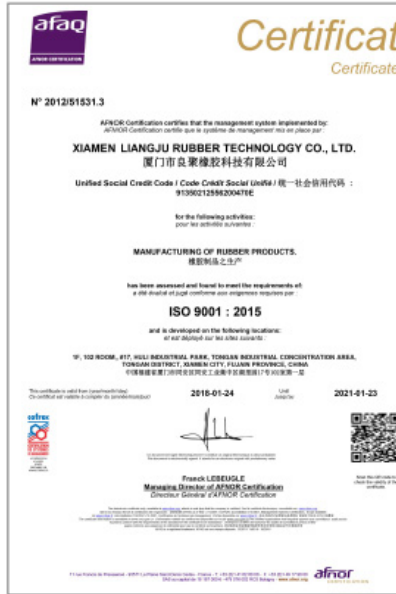 afaq
AFNOR CERTIFICATION
Certificat
Certificate
N° 2012/51531.3
AFNOR Certification certifies that the management system implemented by:
AFNOR Certification certifie que le système de management mis en place par :
XIAMEN LIANGJU RUBBER TECHNOLOGY CO., LTD.
厦门市良聚橡胶科技有限公司
Unified Social Credit Code / Code Crédit Social Unifié / 统一社会信用代码 :
91350212556200470E
for the following activities:
pour les activités suivantes :
MANUFACTURING OF RUBBER PRODUCTS.
橡胶制品之生产
has been assessed and found to meet the requirements of:
a été évalué et jugé conforme aux exigences requises par :
ISO 9001 : 2015
and is developed on the following locations:
et est déployé sur les sites suivants :
1F, 102 ROOM., #17, HULI INDUSTRIAL PARK, TONGAN INDUSTRIAL CONCENTRATION AREA,
TONGAN DISTRICT, XIAMEN CITY, FUJIAN PROVINCE, CHINA
This certificate is valid from (year/month/day)
Ce certificat est valable à compter du (année/mois/jour)
2018-01-24
Until
Jusqu'au
2021-01-23
cofrac
Franck LEBEUGLE
Managing Director of AFNOR Certification
Directeur Général d'AFNOR Certification
afnor